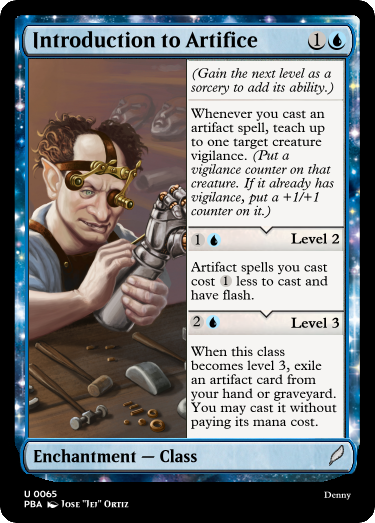 Introduction to Artifice 1
(Gain the next level as a
sorcery to add its ability.)
Whenever you cast an
artifact spell, teach up
to one target creature
vigilance. (Put a
vigilance counter on that
creature. If it already has
vigilance, put a +1/+1
counter on it.)
1 Level 2
Artifact spells you cast
cost 1 less to cast and
have flash.
2 Level 3
When this class
becomes level 3, exile
an artifact card from
your hand or graveyard.
You may cast it without
paying its mana cost.
Enchantment — Class
U 0065
PBA Jose "Jei" Ortiz
Denny